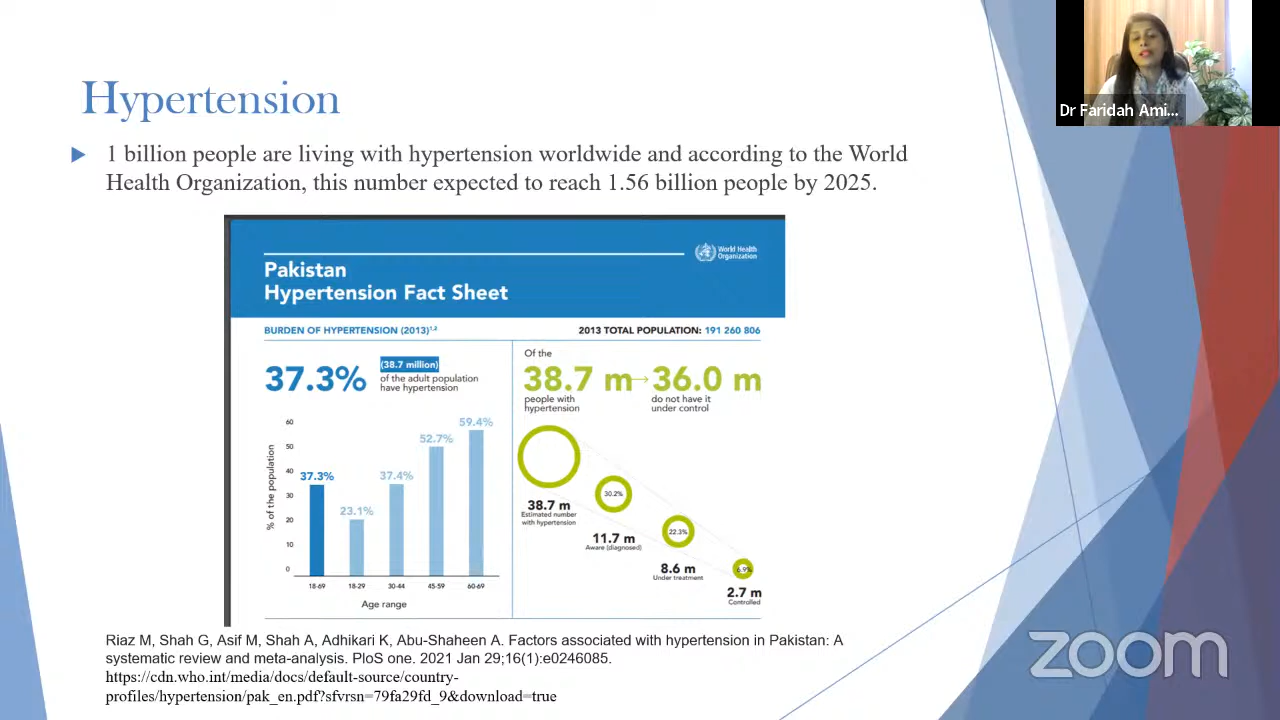 Hypertension
Dr Faridah Ami...
1 billion people are living with hypertension worldwide and according to the World
Health Organization, this number expected to reach 1.56 billion people by 2025.
World Health
Organization
Pakistan
Hypertension Fact Sheet
BURDEN OF HYPERTENSION (2013)1,2
2013 TOTAL POPULATION: 191 260 806
37.3%
(38.7 million)
of the adult population
have hypertension
% of the population
60
50
40
30
20
10
0
37.3%
23.1%
37.4%
52.7%
59.4%
18-69
18-29
30-44
45-59
60-69
Age range
Of the
38.7 m→36.0 m
people with
hypertension
do not have it
under control
38.7 m
Estimated number
with hypertension
30.2%
11.7 m
Aware (diagnosed)
22.3%
8.6 m
Under treatment
6.9%
2.7 m
Controlled
Riaz M, Shah G, Asif M, Shah A, Adhikari K, Abu-Shaheen A. Factors associated with hypertension in Pakistan: A
systematic review and meta-analysis. PloS one. 2021 Jan 29;16(1):e0246085.
https://cdn.who.int/media/docs/default-source/country-
profiles/hypertension/pak_en.pdf?sfvrsn=79fa29fd_9&download=true
zoom